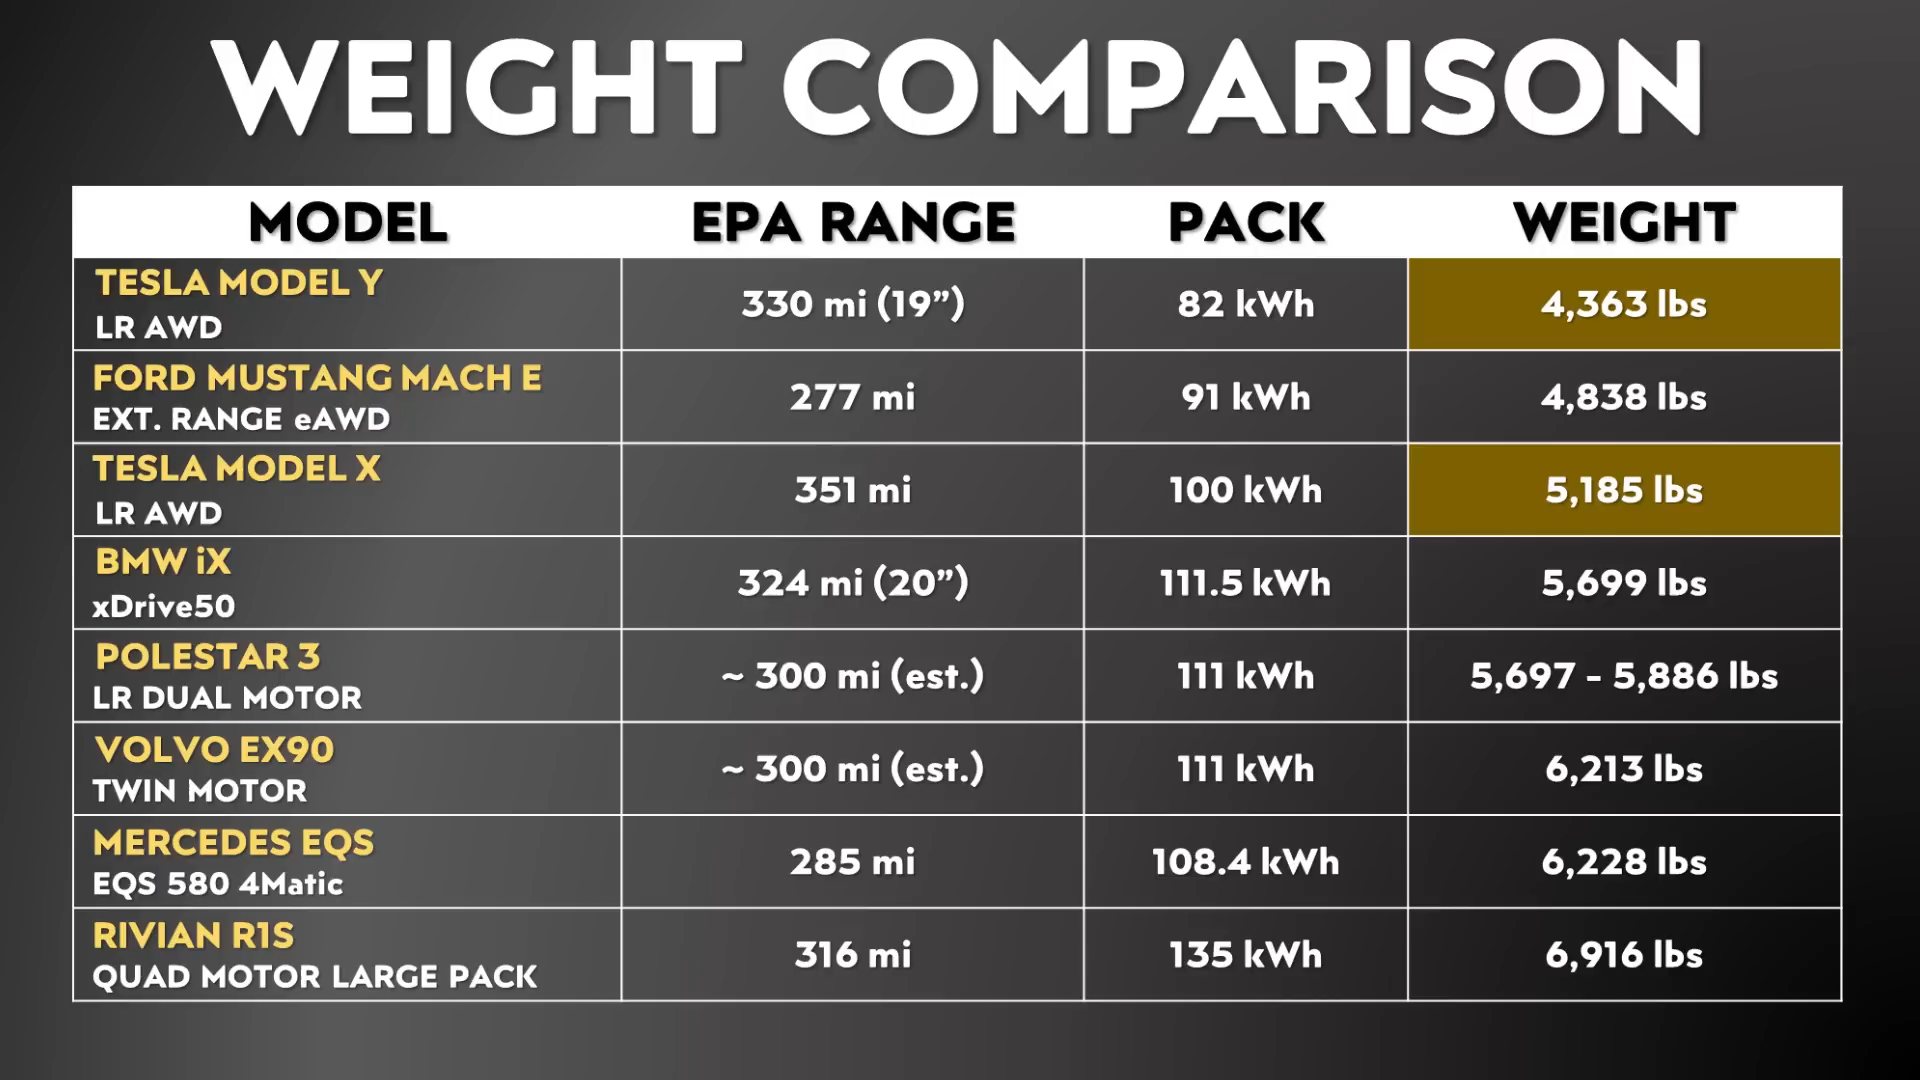 WEIGHT COMPARISON
MODEL EPA RANGE PACK WEIGHT
TESLA MODEL Y
LR AWD
330 mi (19”) 82 kWh 4,363 lbs
FORD MUSTANG MACH E
EXT. RANGE eAWD
277 mi 91 kWh 4,838 lbs
TESLA MODEL X
LR AWD
351 mi 100 kWh 5,185 lbs
BMW iX
xDrive50
324 mi (20”) 111.5 kWh 5,699 lbs
POLESTAR 3
LR DUAL MOTOR
~ 300 mi (est.) 111 kWh 5,697 - 5,886 lbs
VOLVO EX90
TWIN MOTOR
~ 300 mi (est.) 111 kWh 6,213 lbs
MERCEDES EQS
EQS 580 4Matic
285 mi 108.4 kWh 6,228 lbs
RIVIAN R1S
QUAD MOTOR LARGE PACK
316 mi 135 kWh 6,916 lbs